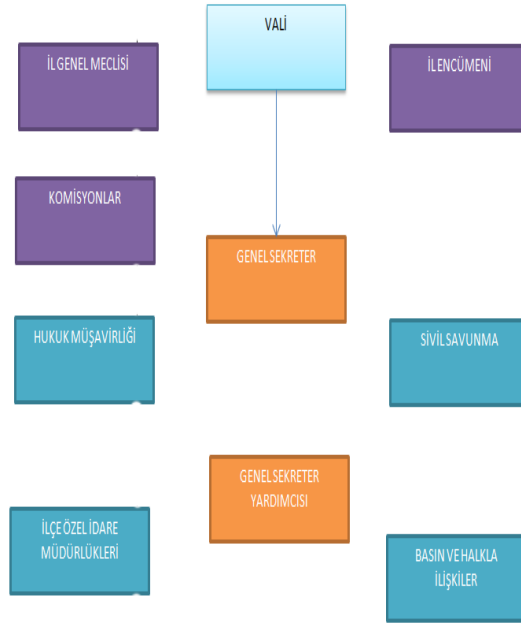 VALİ
İL GENEL MECLİSİ
İL ENCÜMENİ
KOMİSYONLAR
GENEL SEKRETER
HUKUK MÜŞAVİRLİĞİ
SİVİL SAVUNMA
GENEL SEKRETER
YARDIMCISI
İLÇE ÖZEL İDARE
MÜDÜRLÜKLERİ
BASIN VE HALKLA
İLİŞKİLER